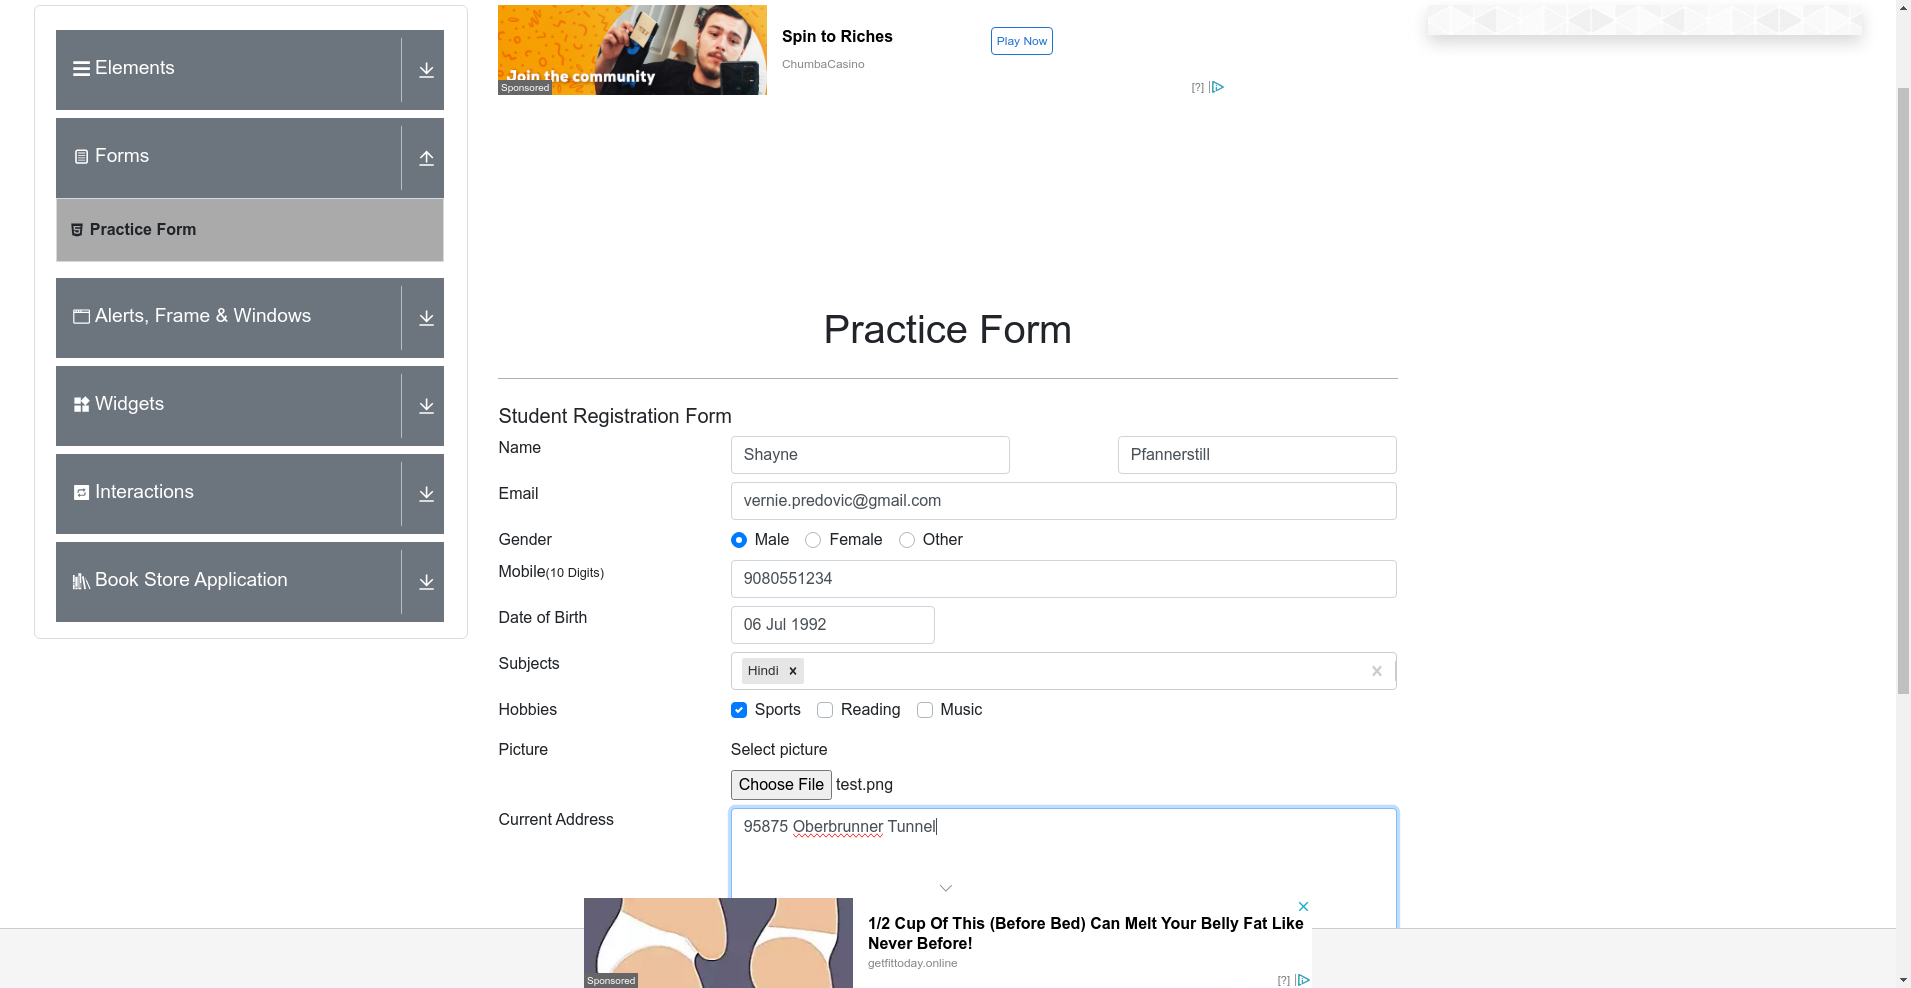 Elements
Forms
Practice Form
Alerts, Frame & Windows
Widgets
Interactions
Book Store Application
Join the community
Sponsored
Spin to Riches
ChumbaCasino
Play Now
[?]
Practice Form
Student Registration Form
Name
Shayne
Pfannerstill
Email
vernie.predovic@gmail.com
Gender
Male
Female
Other
Mobile(10 Digits)
9080551234
Date of Birth
06 Jul 1992
Subjects
Hindi
Hobbies
Sports
Reading
Music
Picture
Select picture
Choose File test.png
Current Address
95875 Oberbrunner Tunnel
Sponsored
1/2 Cup Of This (Before Bed) Can Melt Your Belly Fat Like
Never Before!
getfittoday.online
[?]